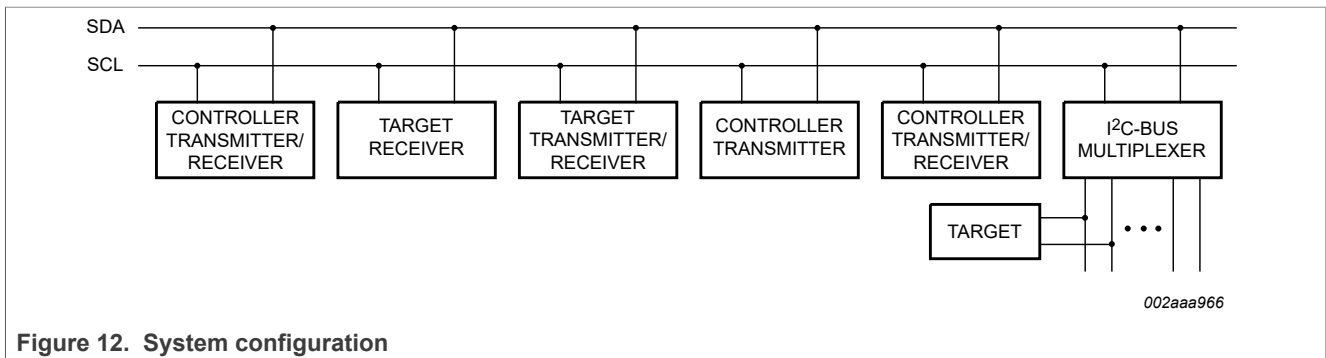 SDA
SCL
CONTROLLER
TRANSMITTER/
RECEIVER
TARGET
RECEIVER
TARGET
TRANSMITTER/
RECEIVER
CONTROLLER
TRANSMITTER
CONTROLLER
TRANSMITTER/
RECEIVER
I²C-BUS
MULTIPLEXER
TARGET
002aaa966
Figure 12. System configuration